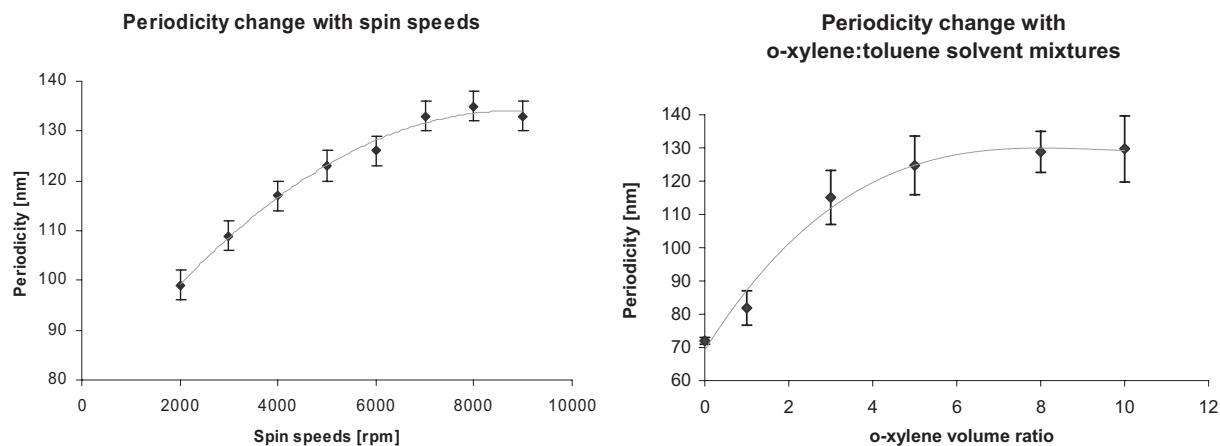 Periodicity change with spin speeds
140
130
120
110
100
90
80
0 2000 4000 6000 8000 10000
Periodicity [nm]
Spin speeds [rpm]
Periodicity change with
o-xylene:toluene solvent mixtures
140
130
120
110
100
90
80
70
60
0 2 4 6 8 10 12
Periodicity [nm]
o-xylene volume ratio